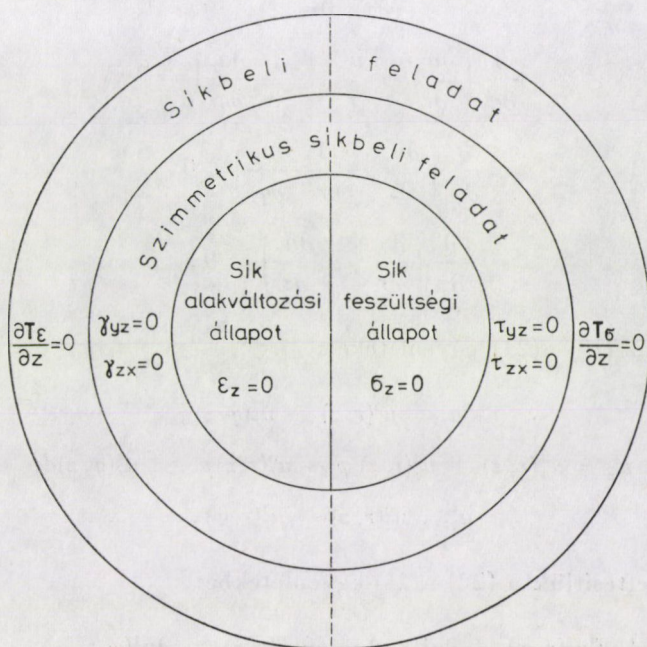 Síkbeli feladat
Szimmetrikus síkbeli feladat
Sík
alakváltozási
állapot
εz=0
Sík
feszültségi
állapot
σz=0
∂Tε/∂z=0
γyz=0
γzx=0
τyz=0
τzx=0
∂Tσ/∂z=0